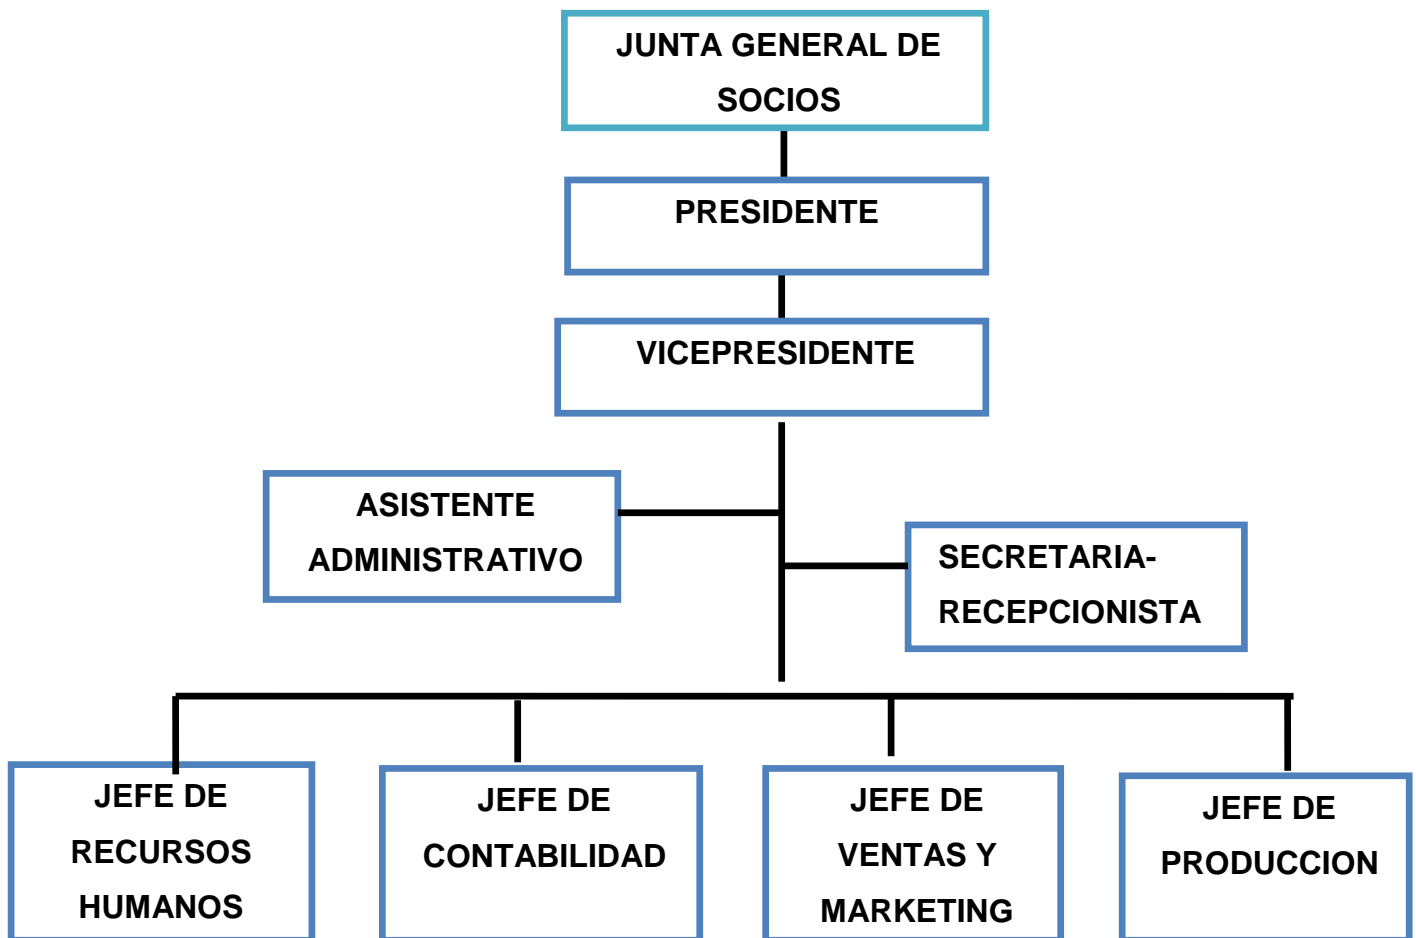 JUNTA GENERAL DE
SOCIOS
PRESIDENTE
VICEPRESIDENTE
ASISTENTE
ADMINISTRATIVO
SECRETARIA-
RECEPCIONISTA
JEFE DE
RECURSOS
HUMANOS
JEFE DE
CONTABILIDAD
JEFE DE
VENTAS Y
MARKETING
JEFE DE
PRODUCCION